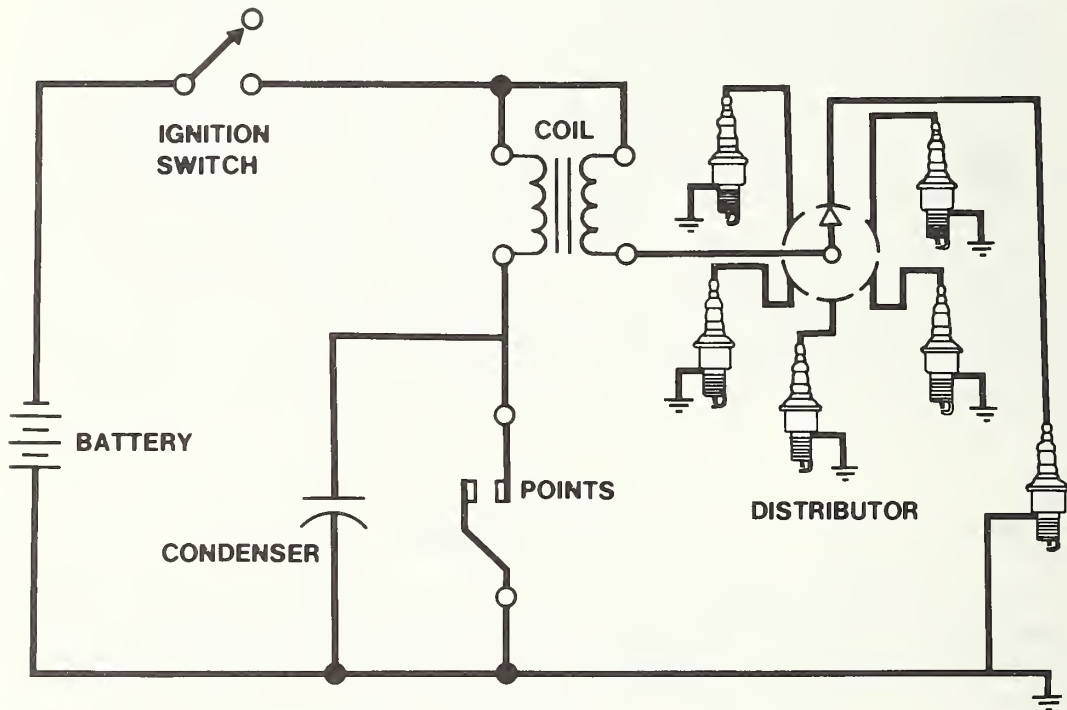 IGNITION
SWITCH
COIL
BATTERY
POINTS
DISTRIBUTOR
CONDENSER